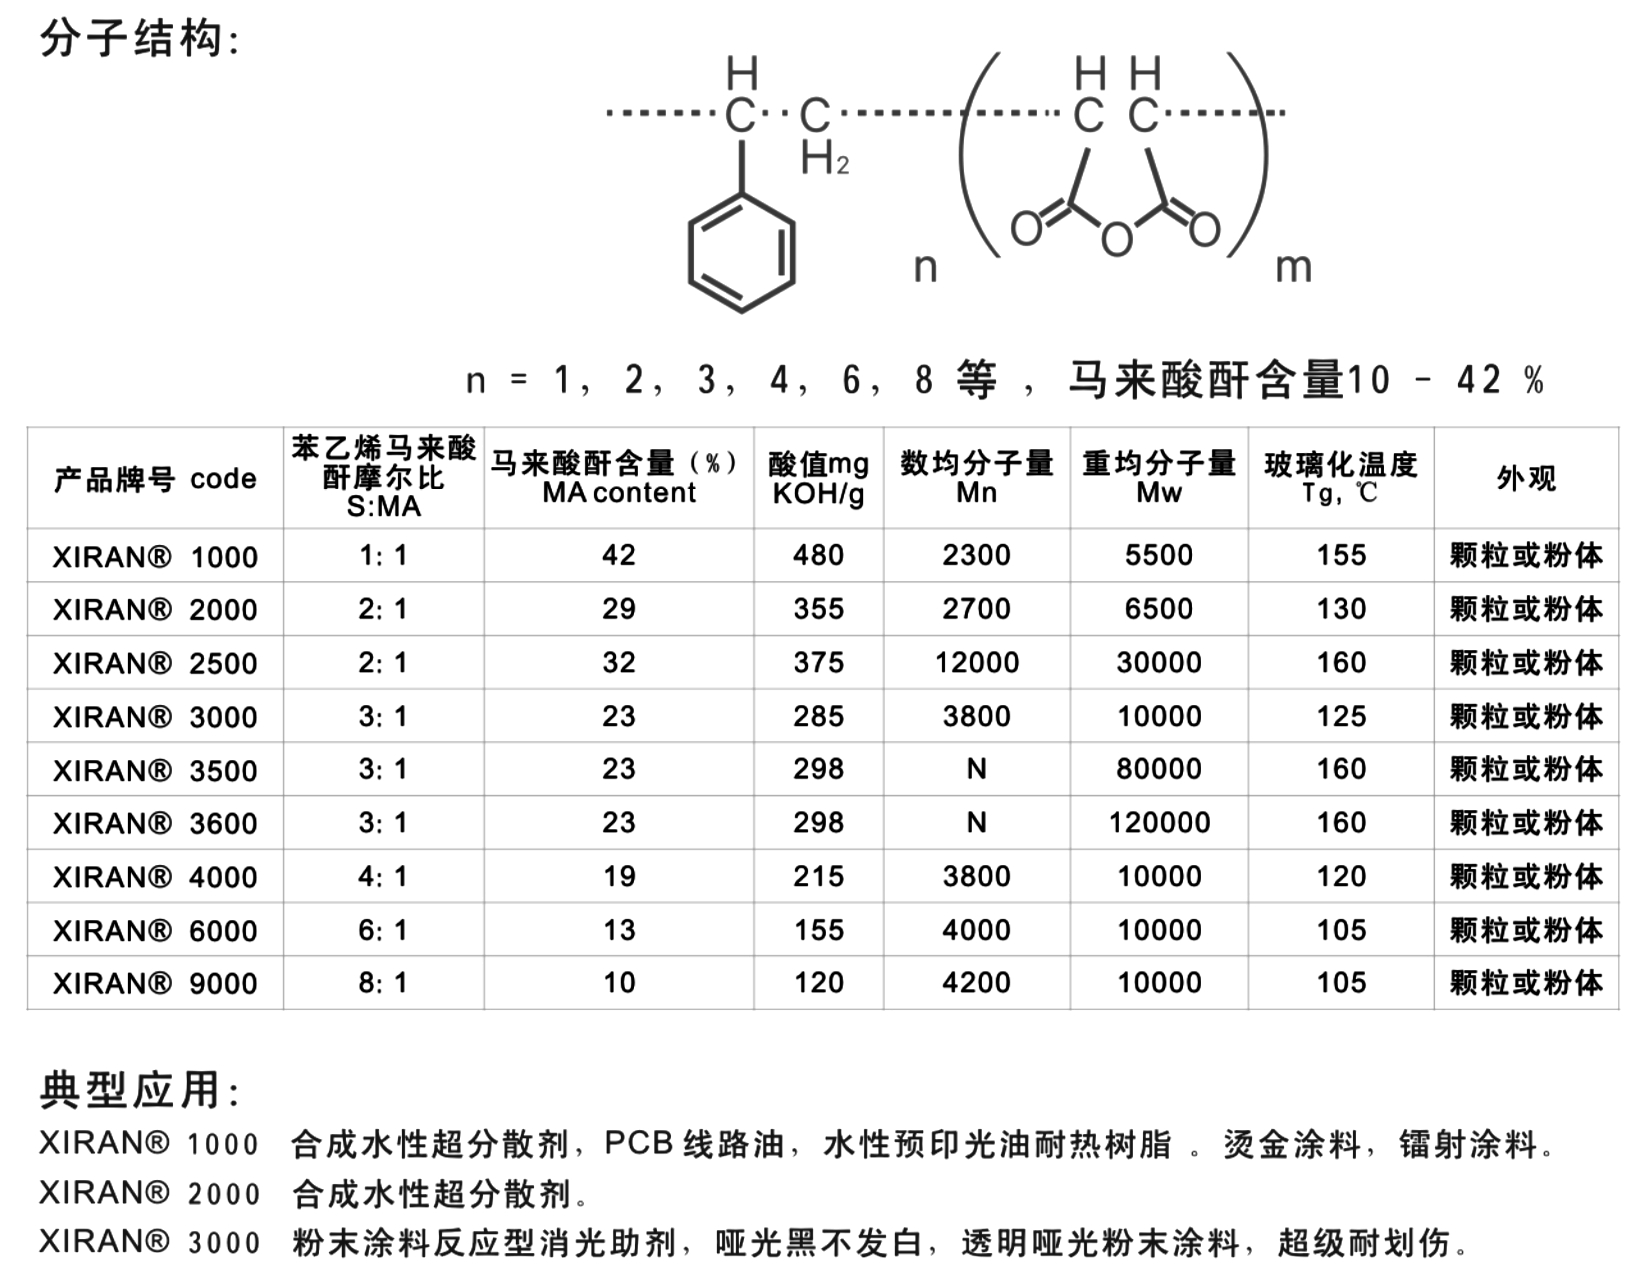 分子结构:
H H H
C C C C
H2
O O O
n m
n = 1, 2, 3, 4, 6, 8 等, 马来酸酐含量10 - 42 %
产品牌号 code 苯乙烯马来酸酐摩尔比 S:MA 马来酸酐含量 (%) MA content 酸值mg KOH/g 数均分子量 Mn 重均分子量 Mw 玻璃化温度 Tg, ℃ 外观
XIRAN® 1000 1: 1 42 480 2300 5500 155 颗粒或粉体
XIRAN® 2000 2: 1 29 355 2700 6500 130 颗粒或粉体
XIRAN® 2500 2: 1 32 375 12000 30000 160 颗粒或粉体
XIRAN® 3000 3: 1 23 285 3800 10000 125 颗粒或粉体
XIRAN® 3500 3: 1 23 298 N 80000 160 颗粒或粉体
XIRAN® 3600 3: 1 23 298 N 120000 160 颗粒或粉体
XIRAN® 4000 4: 1 19 215 3800 10000 120 颗粒或粉体
XIRAN® 6000 6: 1 13 155 4000 10000 105 颗粒或粉体
XIRAN® 9000 8: 1 10 120 4200 10000 105 颗粒或粉体
典型应用:
XIRAN® 1000 合成水性超分散剂, PCB 线路油, 水性预印光油耐热树脂 。烫金涂料, 镭射涂料。
XIRAN® 2000 合成水性超分散剂。
XIRAN® 3000 粉末涂料反应型消光助剂, 哑光黑不发白, 透明哑光粉末涂料, 超级耐划伤。